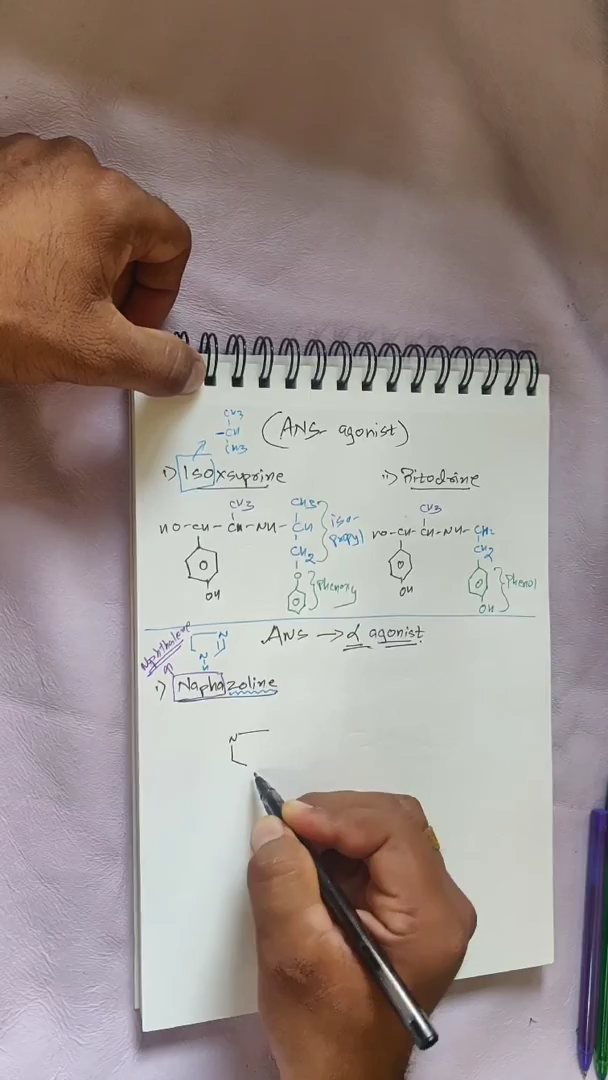 (ANS agonist)
CH3
-CH
CH3
i) Isoxsuprine
ii) Ritodrine
CH3
HO-CH-CH-NH-
CH3
CH
CH2
O
iso-propyl
Phenoxy
OH
CH3
HO-CH-CH-NH-CH2
CH2
Phenol
OH
OH
ANS → α agonist
Naphthalene
N
N
H
i) Naphazoline
N